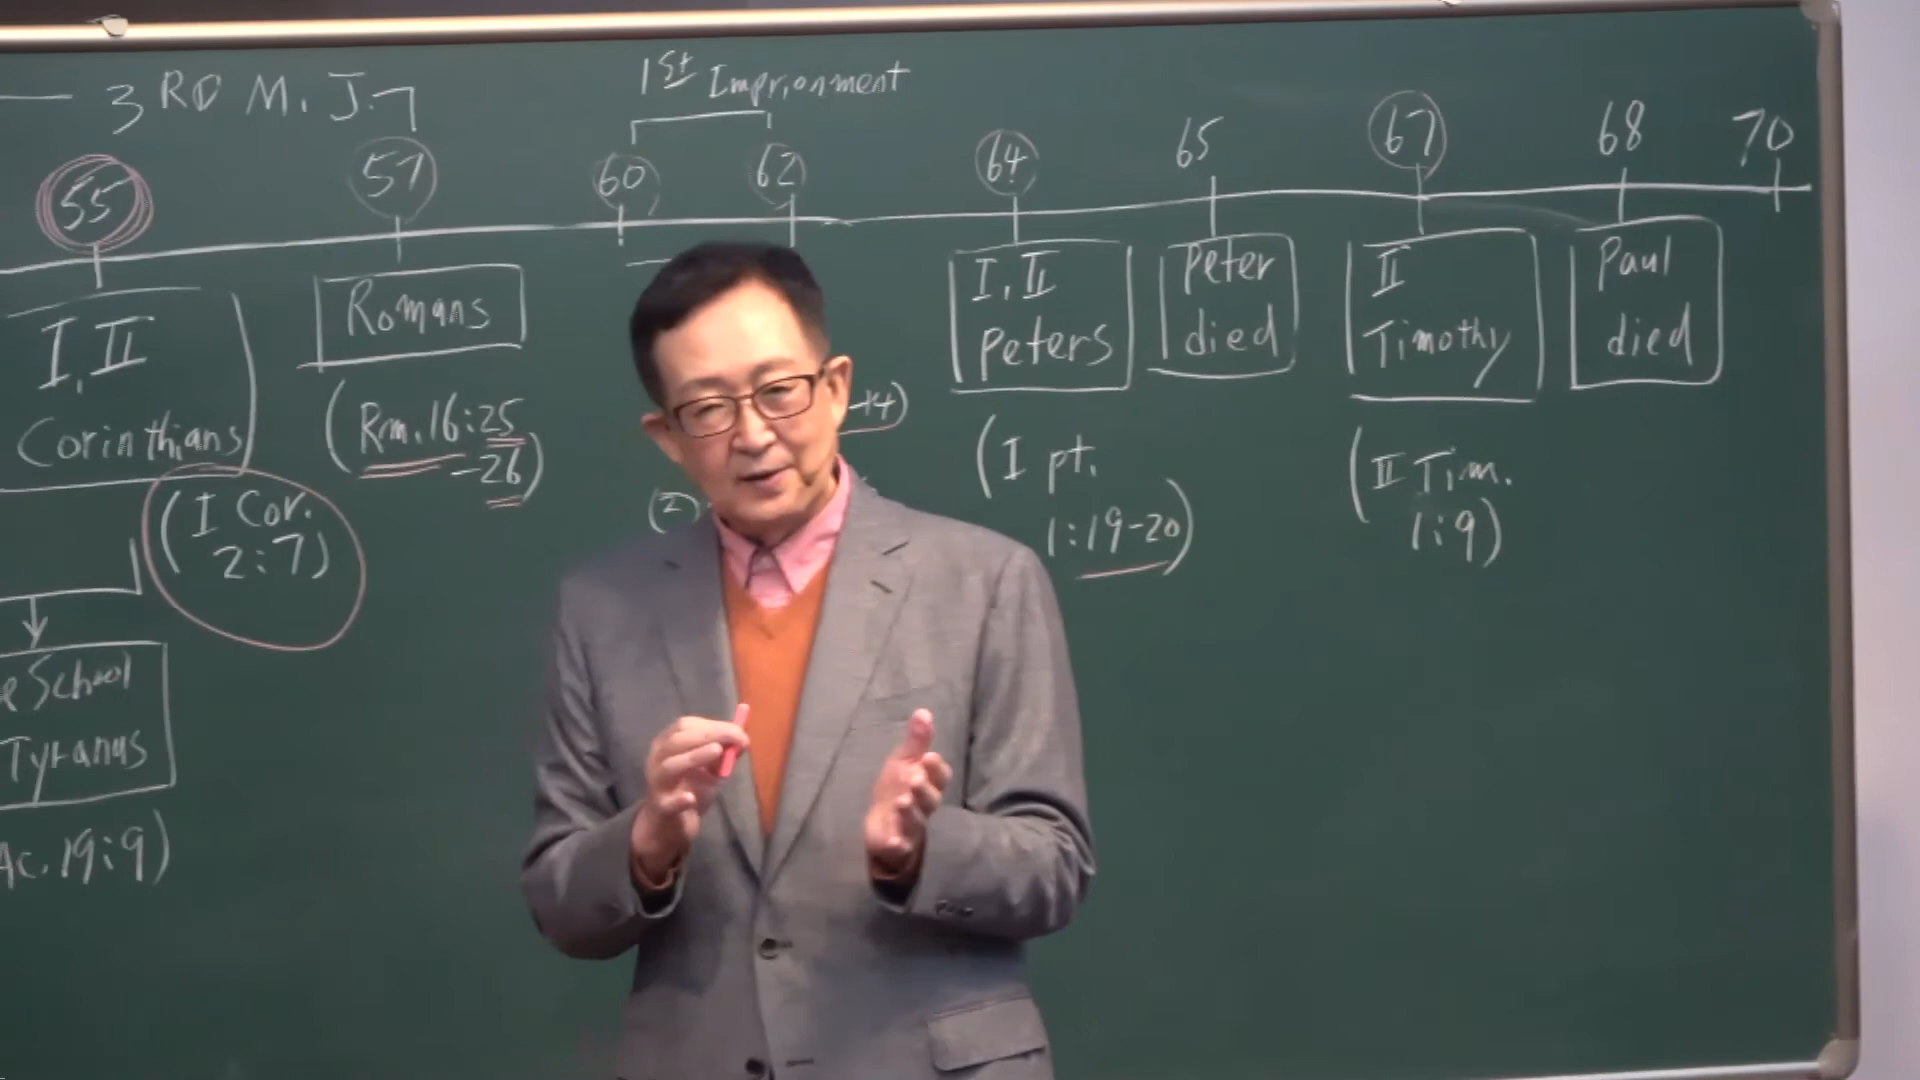 3RD M. J.
1st Imprionment
55
57
60
62
64
65
67
68
70
I, II
Corinthians
(I Cor.
2:7)
School
Tyranus
Ac. 19:9)
Romans
(Rm. 16:25
-26)
-14)
(2)
I, II
Peters
(I pt.
1:19-20)
Peter
died
II
Timothy
(II Tim.
1:9)
Paul
died